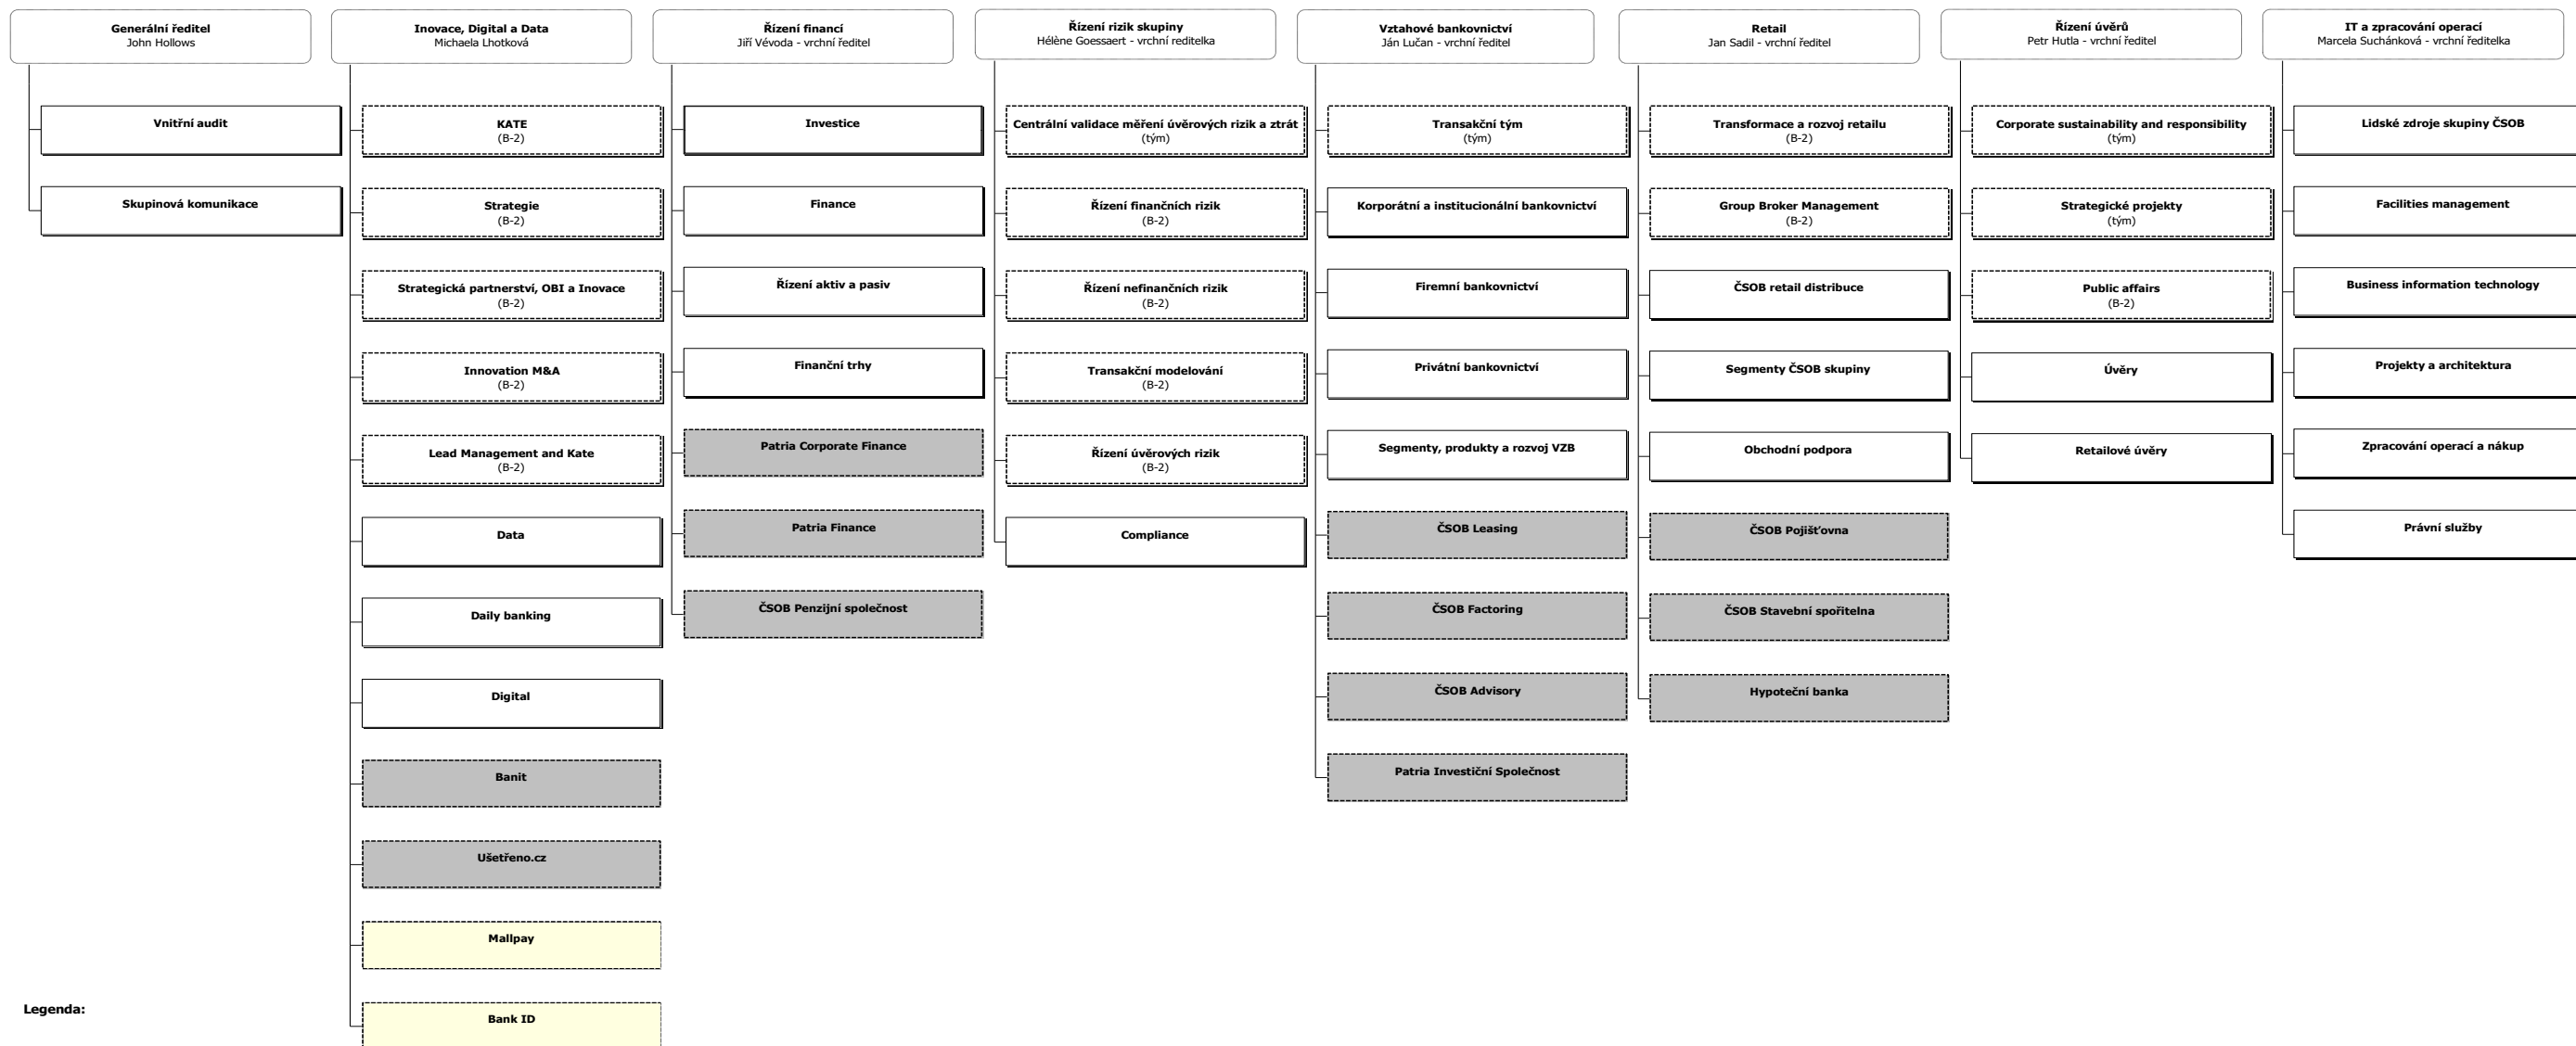 Generální ředitel
John Hollows
Vnitřní audit
Skupinová komunikace
Inovace, Digital a Data
Michaela Lhotková
KATE
(B-2)
Strategie
(B-2)
Strategická partnerství, OBI a Inovace
(B-2)
Innovation M&A
(B-2)
Lead Management and Kate
(B-2)
Data
Daily banking
Digital
Banit
Ušetřeno.cz
Mallpay
Bank ID
Řízení financí
Jiří Vévoda - vrchní ředitel
Investice
Finance
Řízení aktiv a pasiv
Finanční trhy
Patria Corporate Finance
Patria Finance
ČSOB Penzijní společnost
Řízení rizik skupiny
Hélène Goessaert - vrchní reditelka
Centrální validace měření úvěrových rizik a ztrát
(tým)
Řízení finančních rizik
(B-2)
Řízení nefinančních rizik
(B-2)
Transakční modelování
(B-2)
Řízení úvěrových rizik
(B-2)
Compliance
Vztahové bankovnictví
Ján Lučan - vrchní ředitel
Transakční tým
(tým)
Korporátní a institucionální bankovnictví
Firemní bankovnictví
Privátní bankovnictví
Segmenty, produkty a rozvoj VZB
ČSOB Leasing
ČSOB Factoring
ČSOB Advisory
Patria Investiční Společnost
Retail
Jan Sadil - vrchní ředitel
Transformace a rozvoj retailu
(B-2)
Group Broker Management
(B-2)
ČSOB retail distribuce
Segmenty ČSOB skupiny
Obchodní podpora
ČSOB Pojišťovna
ČSOB Stavební spořitelna
Hypoteční banka
Řízení úvěrů
Petr Hutla - vrchní ředitel
Corporate sustainability and responsibility
(tým)
Strategické projekty
(tým)
Public affairs
(B-2)
Úvěry
Retailové úvěry
IT a zpracování operací
Marcela Suchánková - vrchní ředitelka
Lidské zdroje skupiny ČSOB
Facilities management
Business information technology
Projekty a architektura
Zpracování operací a nákup
Právní služby
Legenda: